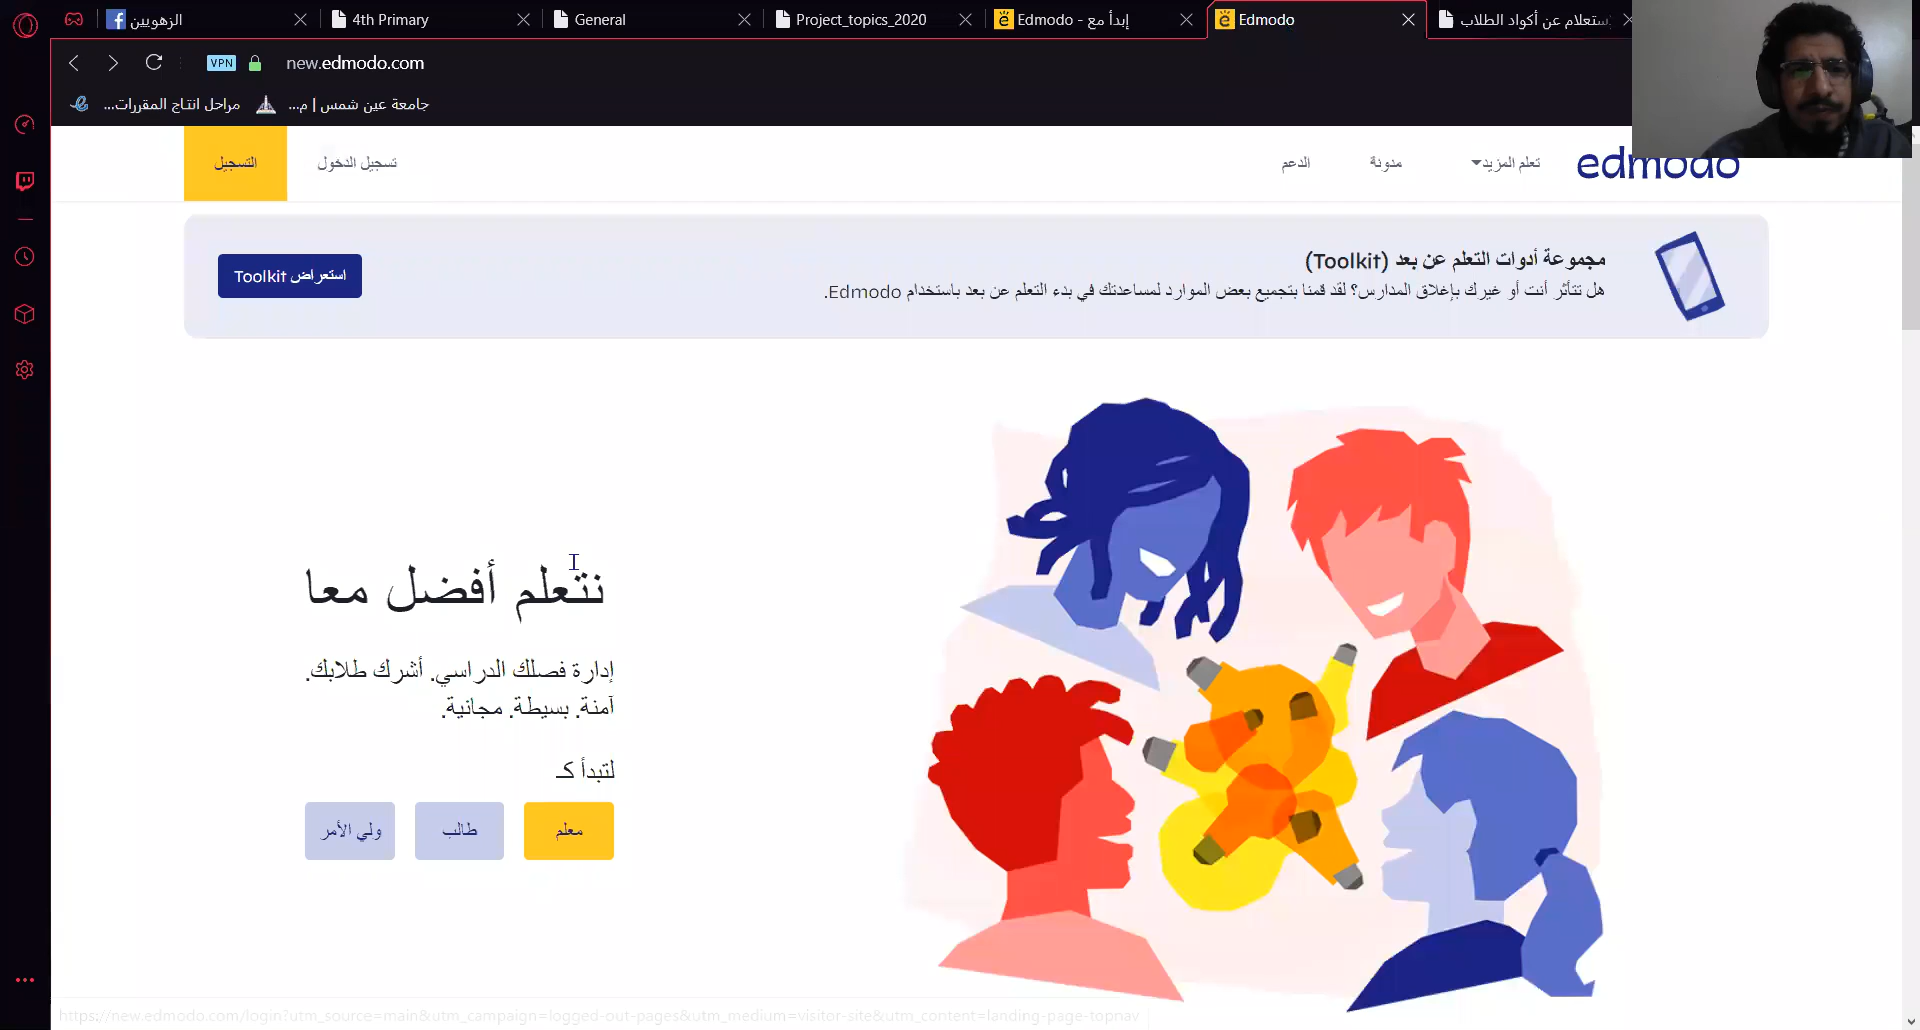 الزهويين
4th Primary
General
Project_topics_2020
إبدأ مع - Edmodo
Edmodo
إستعلام عن أكواد الطلاب
VPN
new.edmodo.com
مراحل انتاج المقررات...
جامعة عين شمس | م...
edmodo
تعلم المزيد
مدونة
الدعم
تسجيل الدخول
التسجيل
مجموعة أدوات التعلم عن بعد (Toolkit)
هل تتأثر أنت أو غيرك بإغلاق المدارس؟ لقد قمنا بتجميع بعض الموارد لمساعدتك في بدء التعلم عن بعد باستخدام Edmodo.
استعراض Toolkit
نتعلم أفضل معا
إدارة فصلك الدراسي. أشرك طلابك.
آمنة. بسيطة. مجانية.
لتبدأ كـ
معلم
طالب
ولي الأمر
https://new.edmodo.com/login?utm_source=main&utm_campaign=logged-out-pages&utm_medium=visitor-site&utm_content=landing-page-topnav